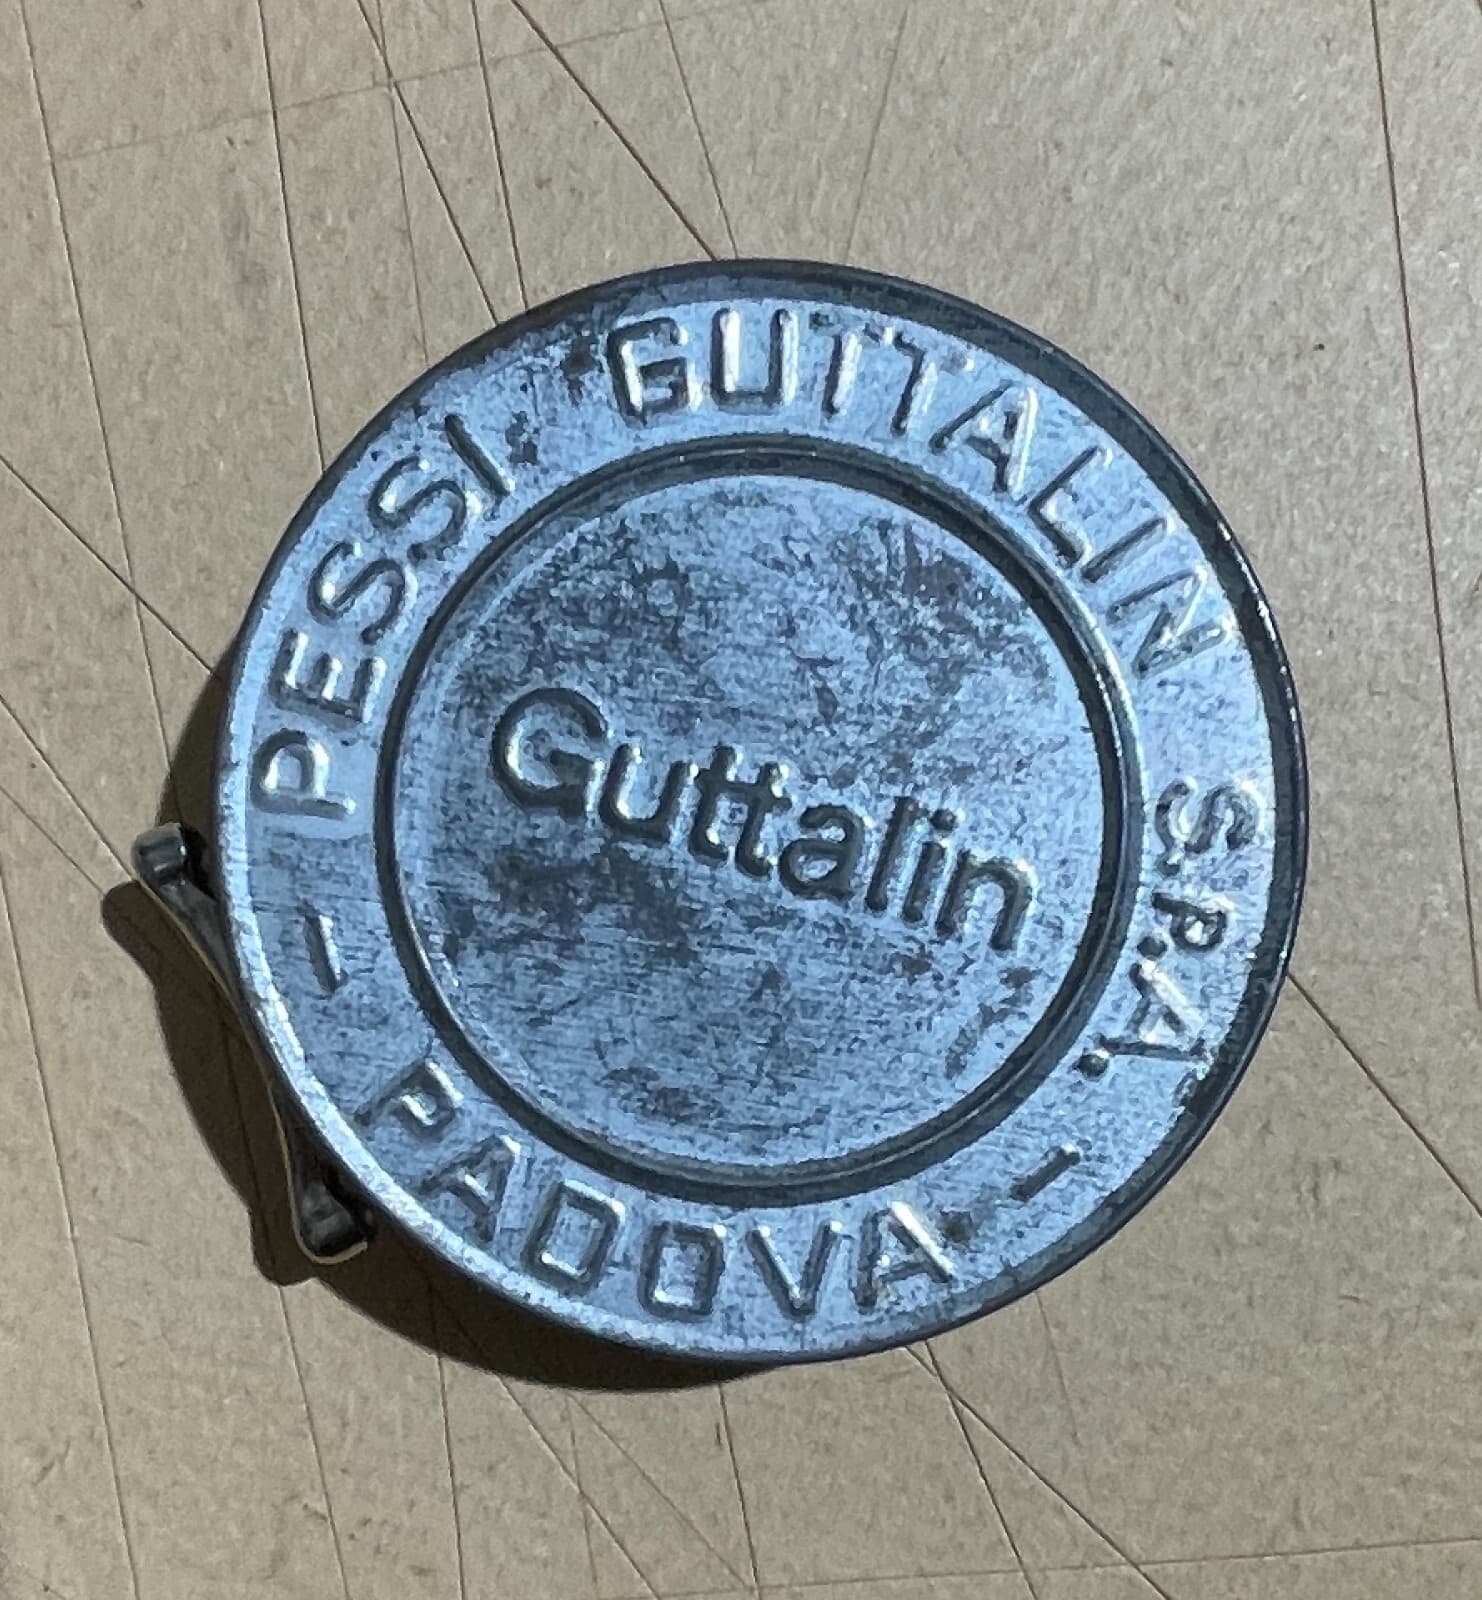 PESSI GUTTALIN S.P.A.
- PADOVA -
Guttalin